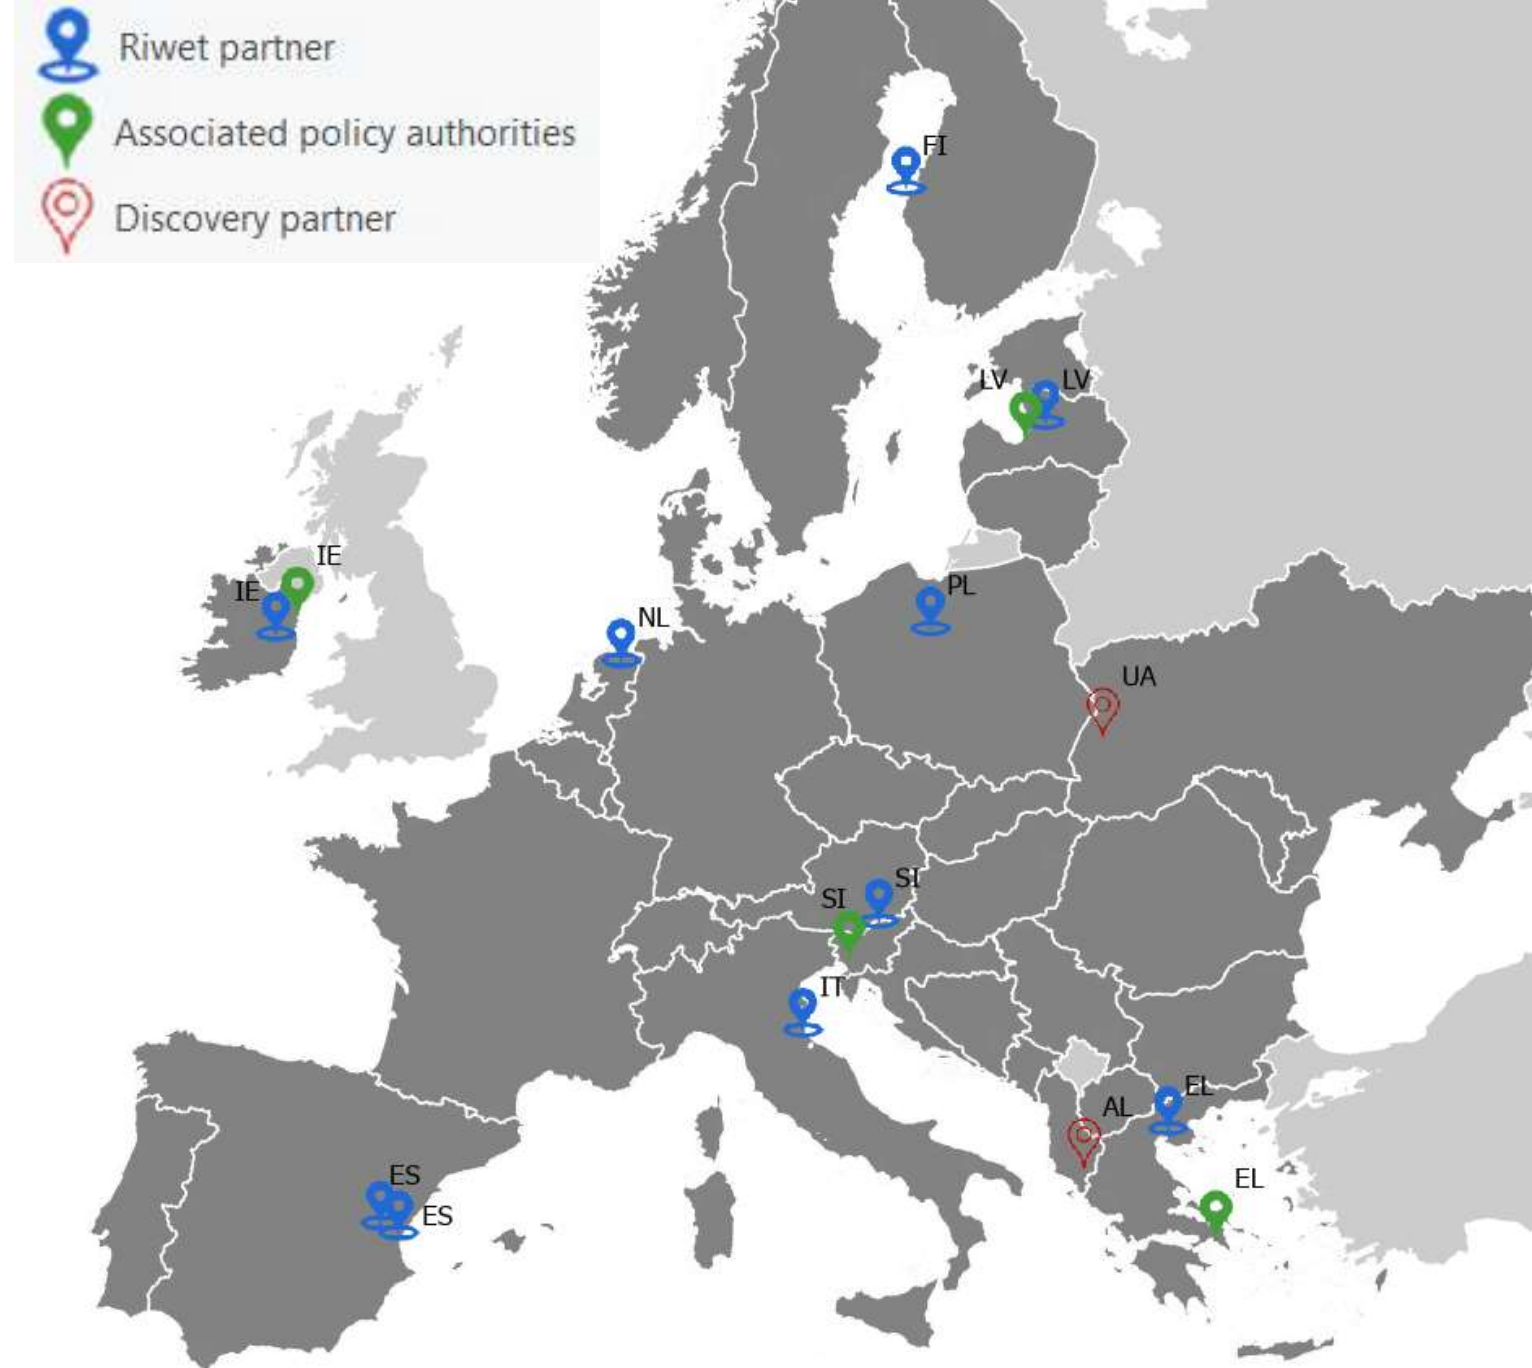 Riwet partner
Associated policy authorities
Discovery partner
FI
LV
LV
IE
IE
PL
NL
UA
SI
SI
IT
EL
AL
ES
EL
ES